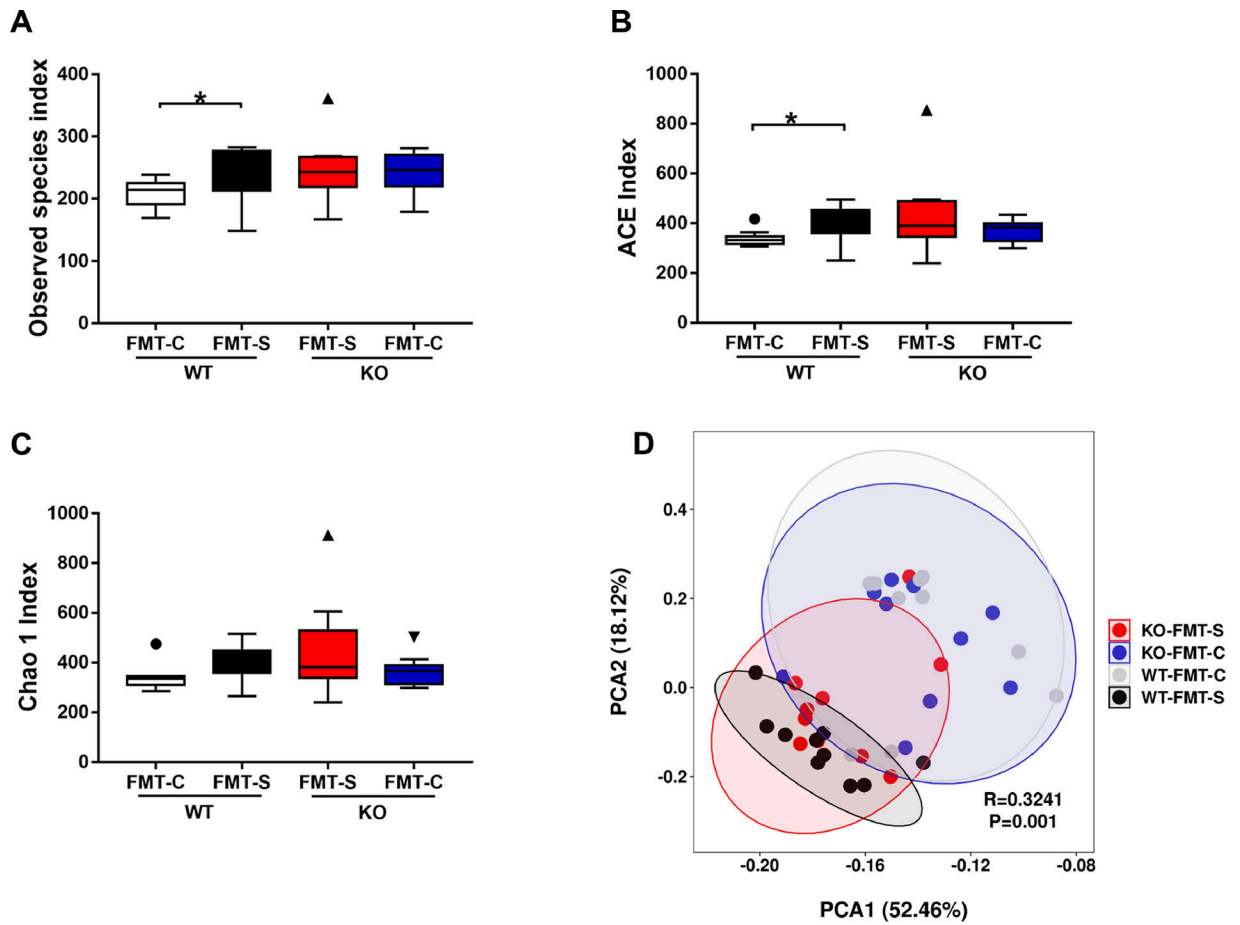 A
Observed species index
400
300
200
100
0
*
FMT-C FMT-S FMT-S FMT-C
WT KO
B
ACE Index
1000
800
600
400
200
0
*
FMT-C FMT-S FMT-S FMT-C
WT KO
C
Chao 1 Index
1000
800
600
400
200
0
FMT-C FMT-S FMT-S FMT-C
WT KO
D
PCA2 (18.12%)
0.4
0.2
0.0
-0.2
R=0.3241
P=0.001
-0.20 -0.16 -0.12 -0.08
PCA1 (52.46%)
KO-FMT-S
KO-FMT-C
WT-FMT-C
WT-FMT-S